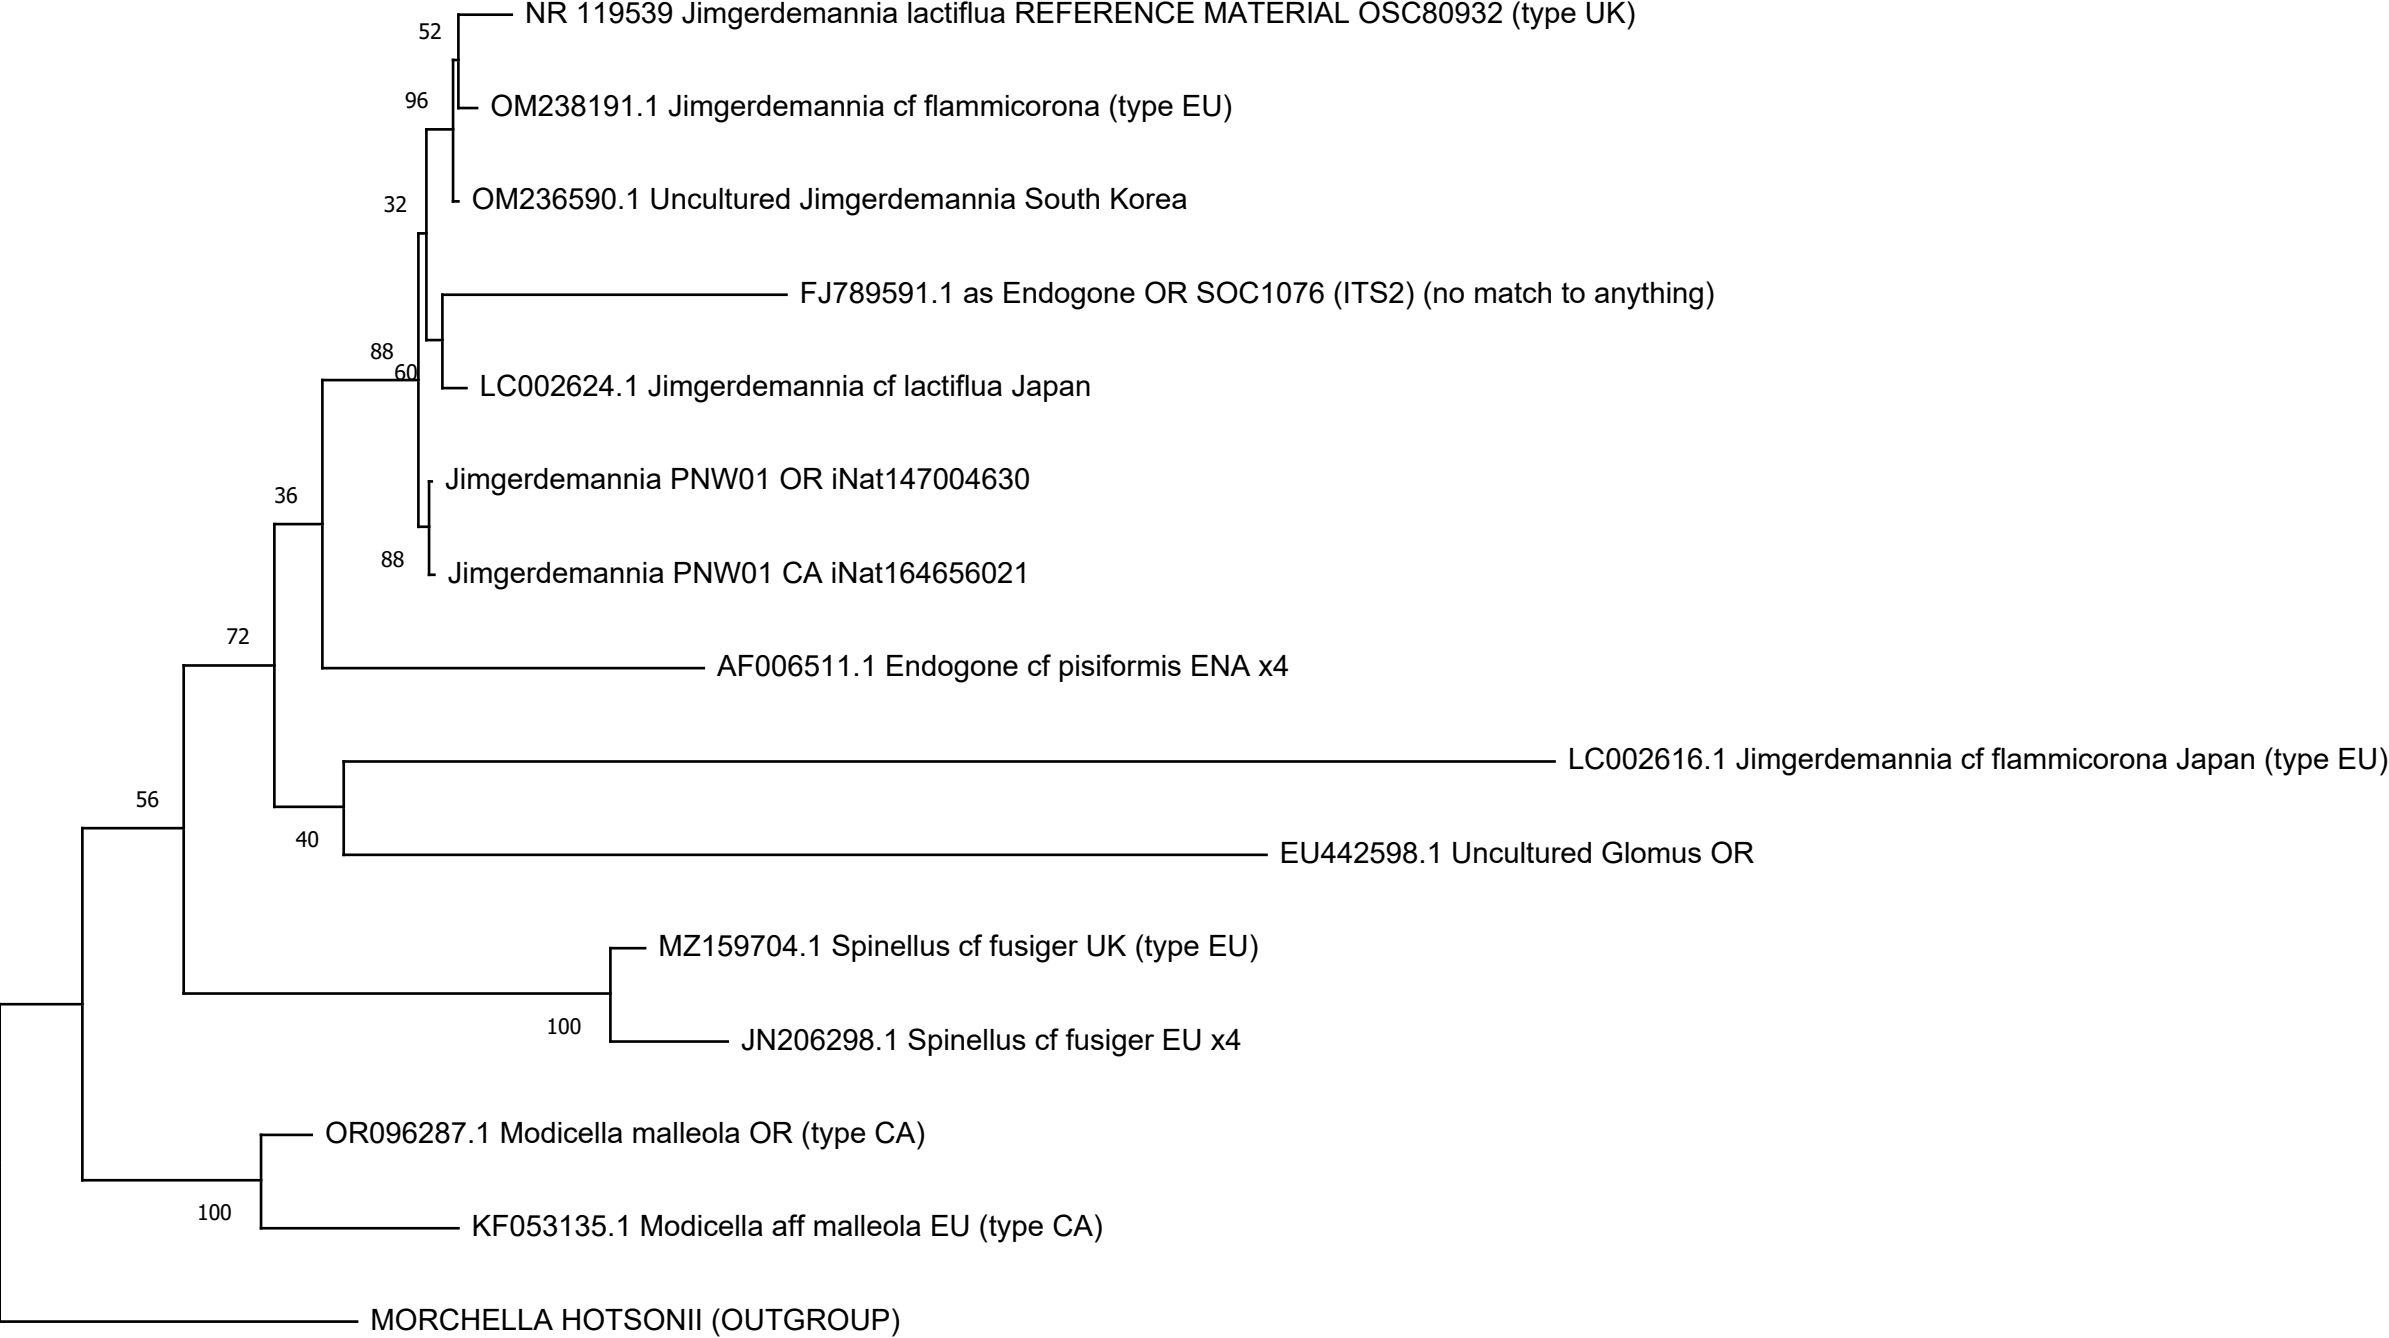 NR 119539 Jimgerdemannia lactiflua REFERENCE MATERIAL OSC80932 (type UK)
52
96
OM238191.1 Jimgerdemannia cf flammicorona (type EU)
OM236590.1 Uncultured Jimgerdemannia South Korea
32
FJ789591.1 as Endogone OR SOC1076 (ITS2) (no match to anything)
88
60
LC002624.1 Jimgerdemannia cf lactiflua Japan
Jimgerdemannia PNW01 OR iNat147004630
36
88
Jimgerdemannia PNW01 CA iNat164656021
72
AF006511.1 Endogone cf pisiformis ENA x4
LC002616.1 Jimgerdemannia cf flammicorona Japan (type EU)
56
40
EU442598.1 Uncultured Glomus OR
MZ159704.1 Spinellus cf fusiger UK (type EU)
100
JN206298.1 Spinellus cf fusiger EU x4
OR096287.1 Modicella malleola OR (type CA)
100
KF053135.1 Modicella aff malleola EU (type CA)
MORCHELLA HOTSONII (OUTGROUP)